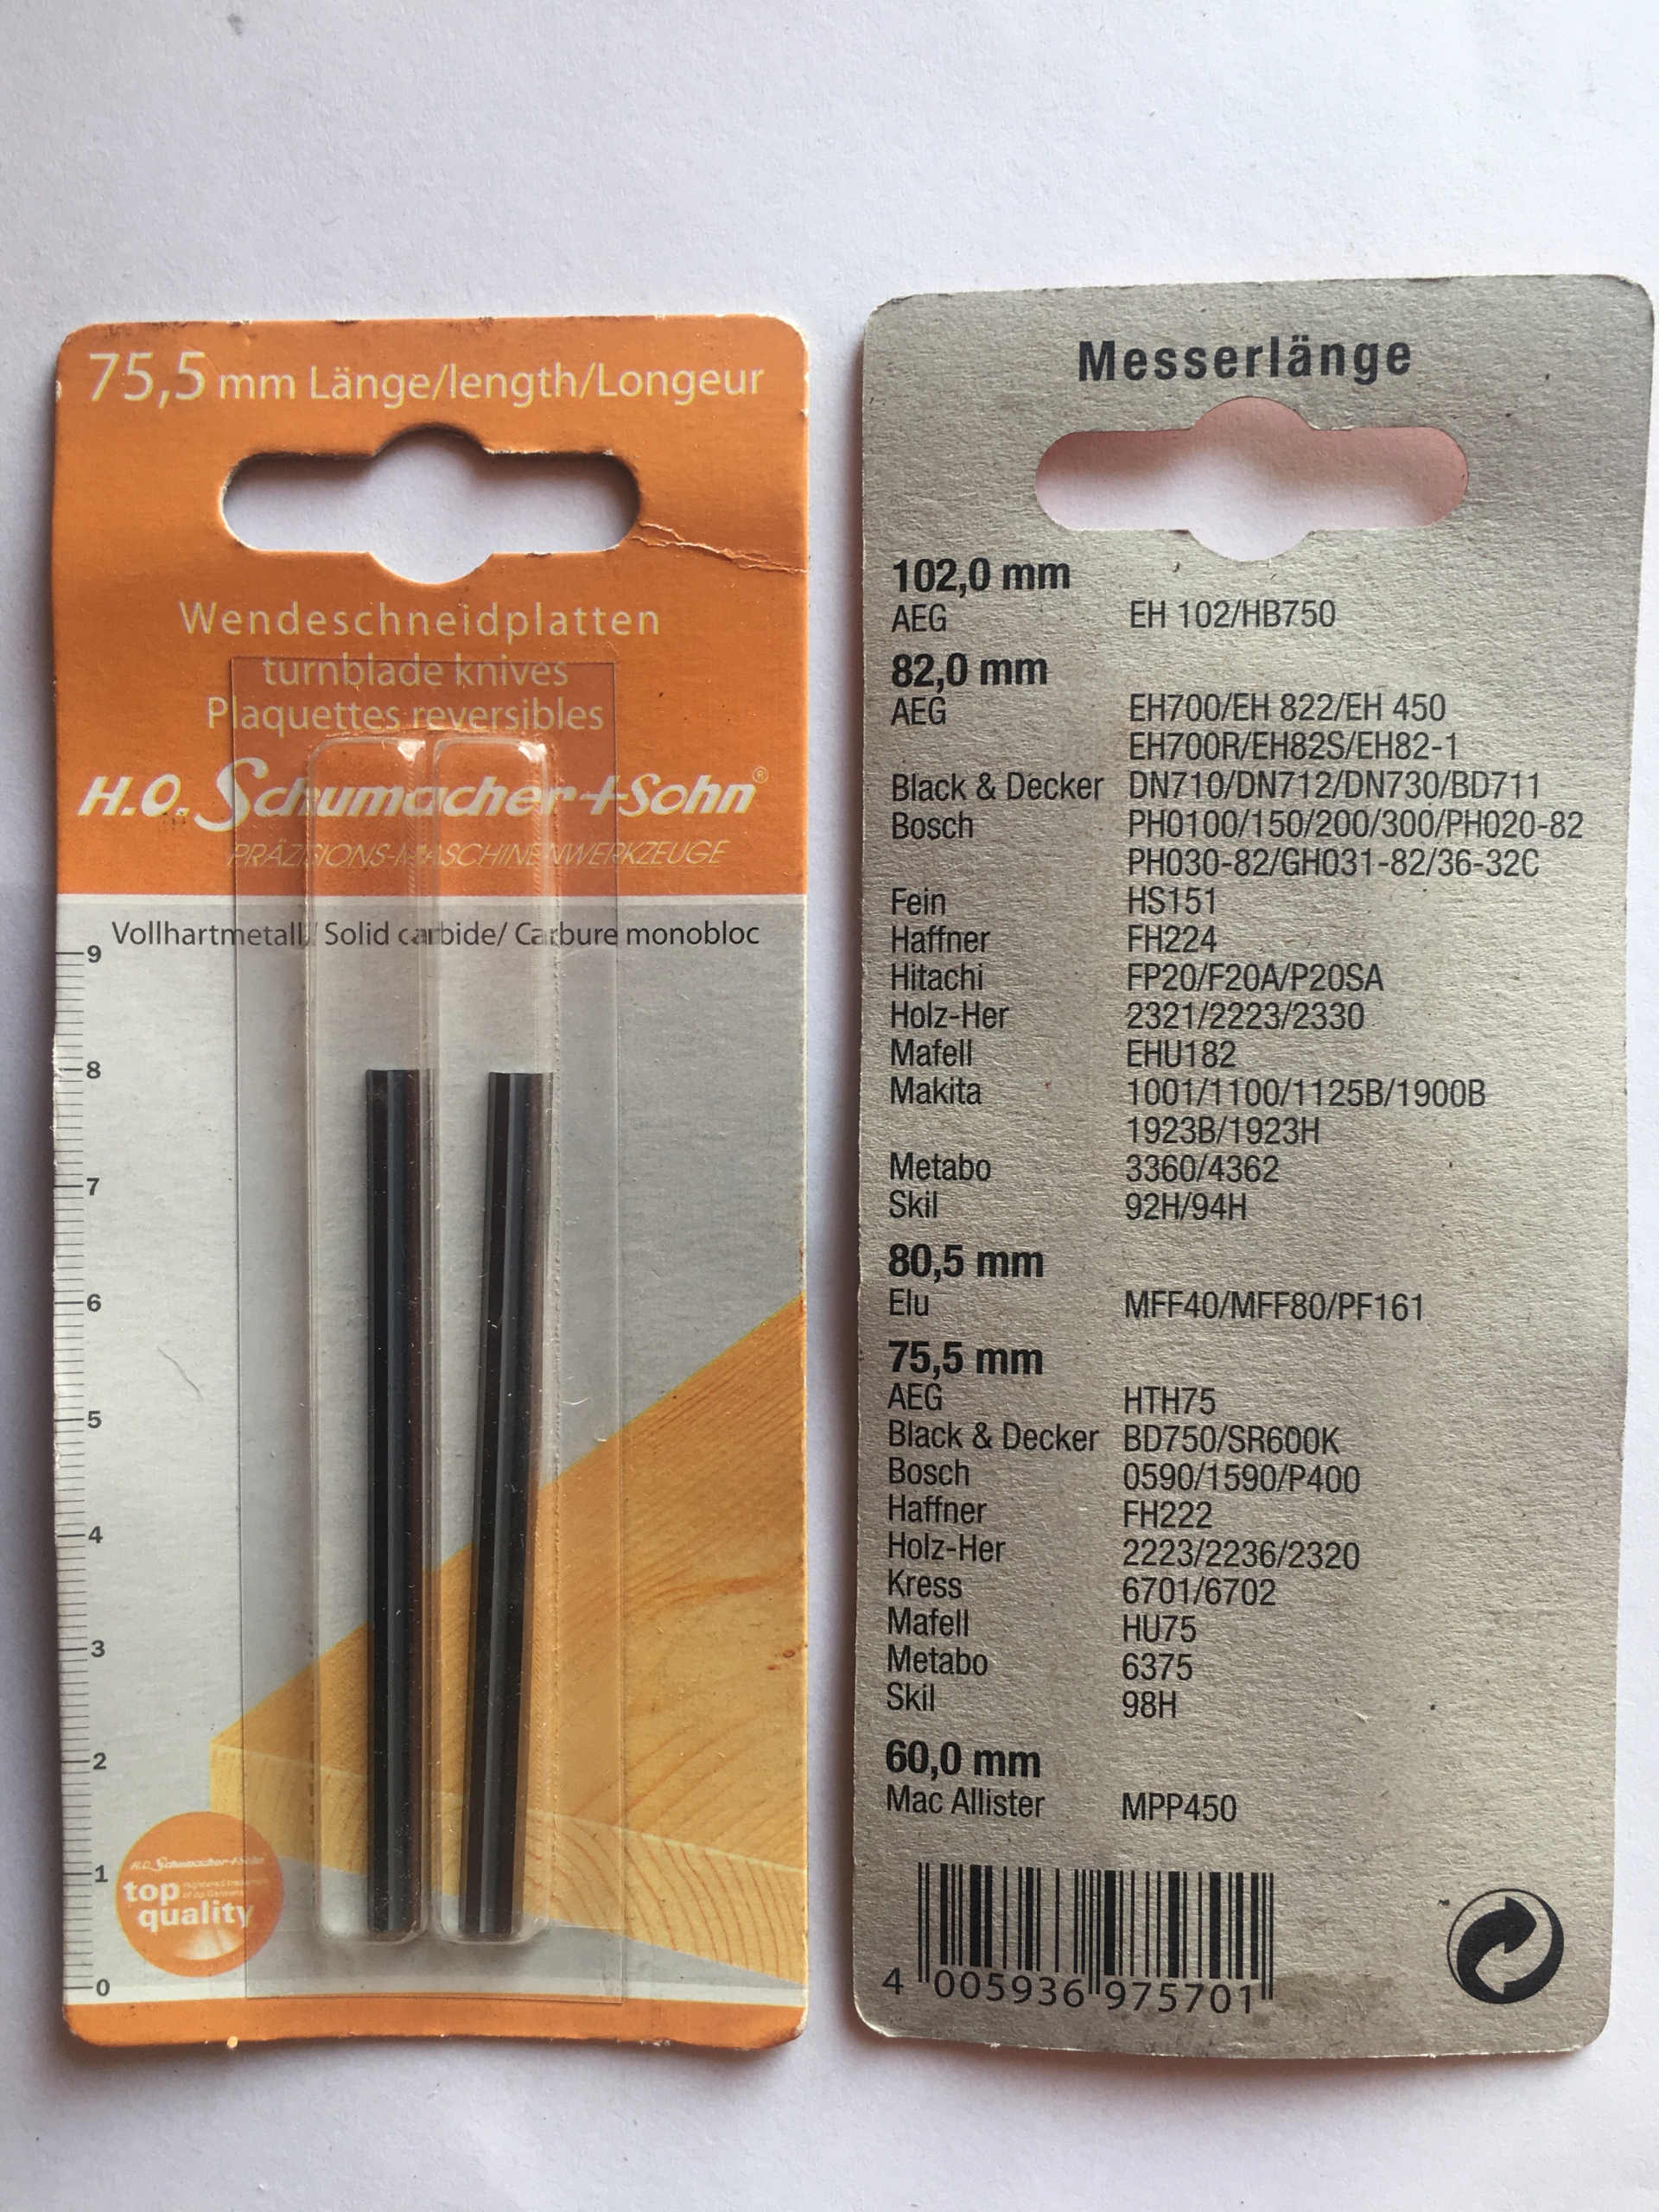 75,5 mm Länge/length/Longeur
Wendeschneidplatten
turnblade knives
Plaquettes reversibles
H.O. Schumacher+Sohn®
PRÄZISIONS-MASCHINENWERKZEUGE
Vollhartmetall/ Solid carbide/ Carbure monobloc
9
8
7
6
5
4
3
2
1
0
H.O. Schumacher+Sohn
top
quality
Messerlänge
102,0 mm
AEG EH 102/HB750
82,0 mm
AEG EH700/EH 822/EH 450
EH700R/EH82S/EH82-1
Black & Decker DN710/DN712/DN730/BD711
Bosch PH0100/150/200/300/PH020-82
PH030-82/GH031-82/36-32C
Fein HS151
Haffner FH224
Hitachi FP20/F20A/P20SA
Holz-Her 2321/2223/2330
Mafell EHU182
Makita 1001/1100/1125B/1900B
1923B/1923H
Metabo 3360/4362
Skil 92H/94H
80,5 mm
Elu MFF40/MFF80/PF161
75,5 mm
AEG HTH75
Black & Decker BD750/SR600K
Bosch 0590/1590/P400
Haffner FH222
Holz-Her 2223/2236/2320
Kress 6701/6702
Mafell HU75
Metabo 6375
Skil 98H
60,0 mm
Mac Allister MPP450
4 005936 975701